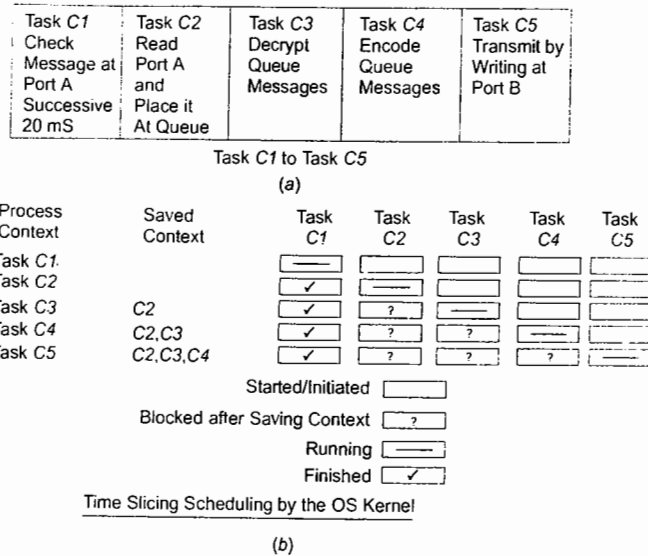 Task C1
Check
Message at
Port A
Successive
20 mS
Task C2
Read
Port A
and
Place it
At Queue
Task C3
Decrypt
Queue
Messages
Task C4
Encode
Queue
Messages
Task C5
Transmit by
Writing at
Port B
Task C1 to Task C5
(a)
Process
Context
Saved
Context
Task
C1
Task
C2
Task
C3
Task
C4
Task
C5
Task C1
Task C2
✓
Task C3 C2 ✓ ?
Task C4 C2,C3 ✓ ? ?
Task C5 C2,C3,C4 ✓ ? ? ?
Started/Initiated
Blocked after Saving Context ?
Running
Finished ✓
Time Slicing Scheduling by the OS Kernel
(b)